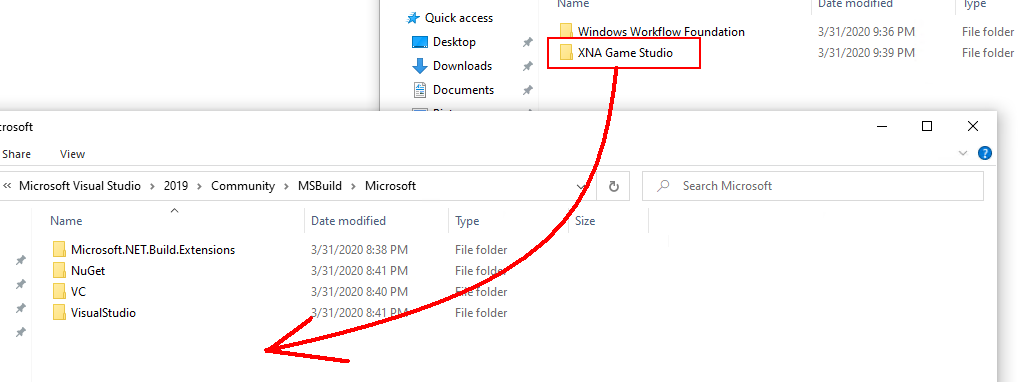 Name Date modified Type
Quick access
Desktop
Downloads
Documents
Windows Workflow Foundation 3/31/2020 9:36 PM File folder
XNA Game Studio 3/31/2020 9:39 PM File folder
Share View
« Microsoft Visual Studio > 2019 > Community > MSBuild > Microsoft
Search Microsoft
Name Date modified Type Size
Microsoft.NET.Build.Extensions 3/31/2020 8:38 PM File folder
NuGet 3/31/2020 8:41 PM File folder
VC 3/31/2020 8:40 PM File folder
VisualStudio 3/31/2020 8:41 PM File folder